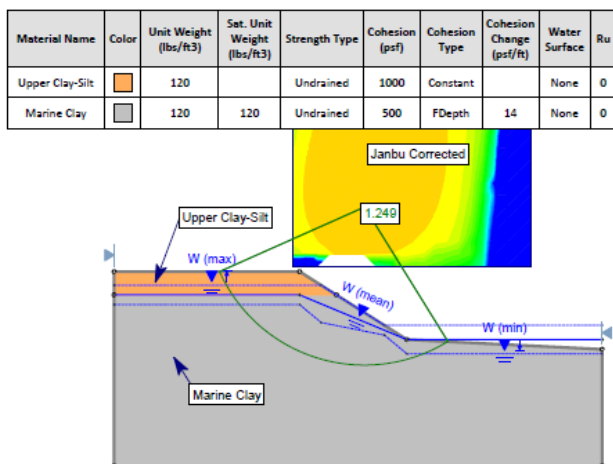 Material Name Color Unit Weight (lbs/ft3) Sat. Unit Weight (lbs/ft3) Strength Type Cohesion (psf) Cohesion Type Cohesion Change (psf/ft) Water Surface Ru
Upper Clay-Silt 120 Undrained 1000 Constant None 0
Marine Clay 120 120 Undrained 500 FDepth 14 None 0
Janbu Corrected
1.249
Upper Clay-Silt
W (max)
W (mean)
W (min)
Marine Clay